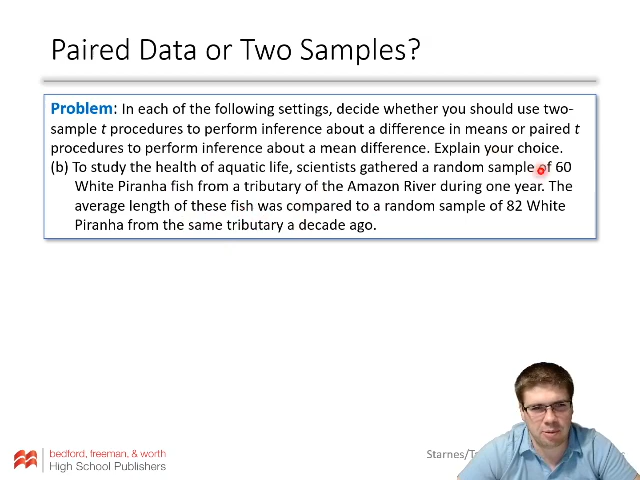 Paired Data or Two Samples?
Problem: In each of the following settings, decide whether you should use two-
sample t procedures to perform inference about a difference in means or paired t
procedures to perform inference about a mean difference. Explain your choice.
(b) To study the health of aquatic life, scientists gathered a random sample of 60
White Piranha fish from a tributary of the Amazon River during one year. The
average length of these fish was compared to a random sample of 82 White
Piranha from the same tributary a decade ago.
bedford, freeman & worth
High School Publishers